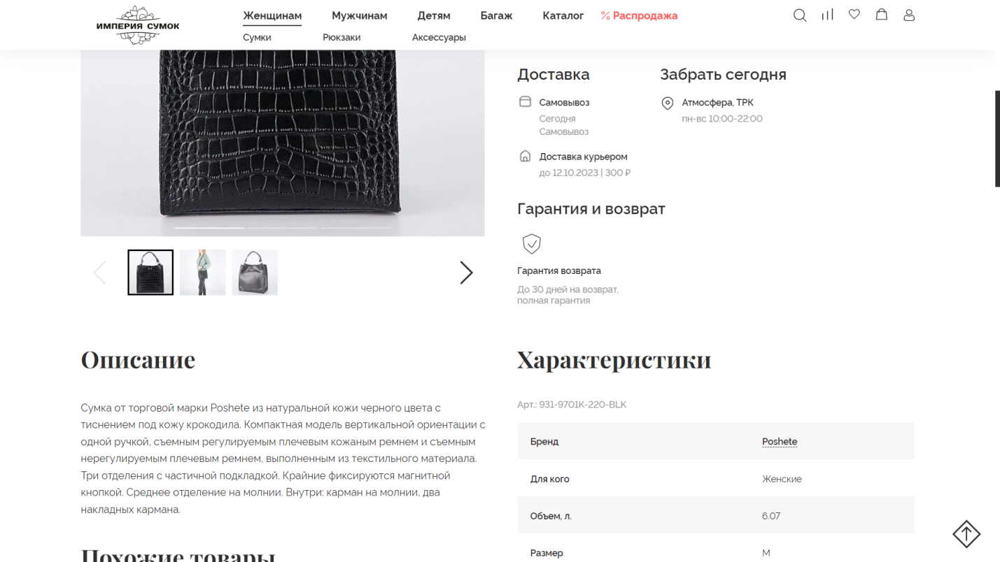 ИМПЕРИЯ СУМОК
Женщинам
Мужчинам
Детям
Багаж
Каталог
% Распродажа
Сумки
Рюкзаки
Аксессуары
Доставка
Самовывоз
Сегодня
Самовывоз
Доставка курьером
до 12.10.2023 | 300 ₽
Забрать сегодня
Атмосфера, ТРК
пн-вс 10:00-22:00
Гарантия и возврат
Гарантия возврата
До 30 дней на возврат,
полная гарантия
Описание
Сумка от торговой марки Poshete из натуральной кожи черного цвета с
тиснением под кожу крокодила. Компактная модель вертикальной ориентации с
одной ручкой, съемным регулируемым плечевым кожаным ремнем и съемным
нерегулируемым плечевым ремнем, выполненным из текстильного материала.
Три отделения с частичной подкладкой. Крайние фиксируются магнитной
кнопкой. Среднее отделение на молнии. Внутри: карман на молнии, два
накладных кармана.
Характеристики
Арт.: 931-9701K-220-BLK
Бренд Poshete
Для кого Женские
Объем, л. 6.07
Размер M
Похожие товары